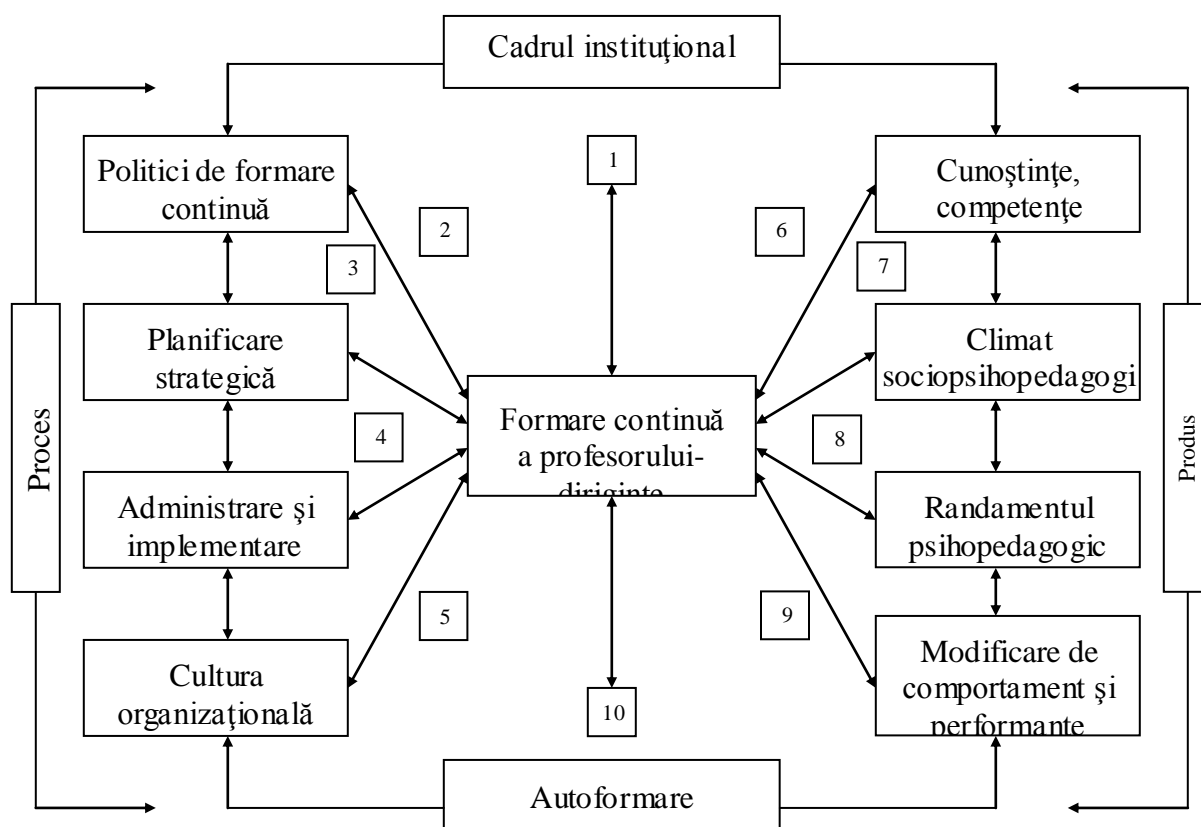 Cadrul instituţional
Politici de formare
continuă
1
Cunoştinţe,
competenţe
2
6
3
7
Proces
Planificare
strategică
Climat
sociopsihopedagogi
Produs
Formare continuă
a profesorului-
diriginte
4
8
Administrare şi
implementare
Randamentul
psihopedagogic
5
9
Cultura
organizaţională
10
Modificare de
comportament şi
performanţe
Autoformare